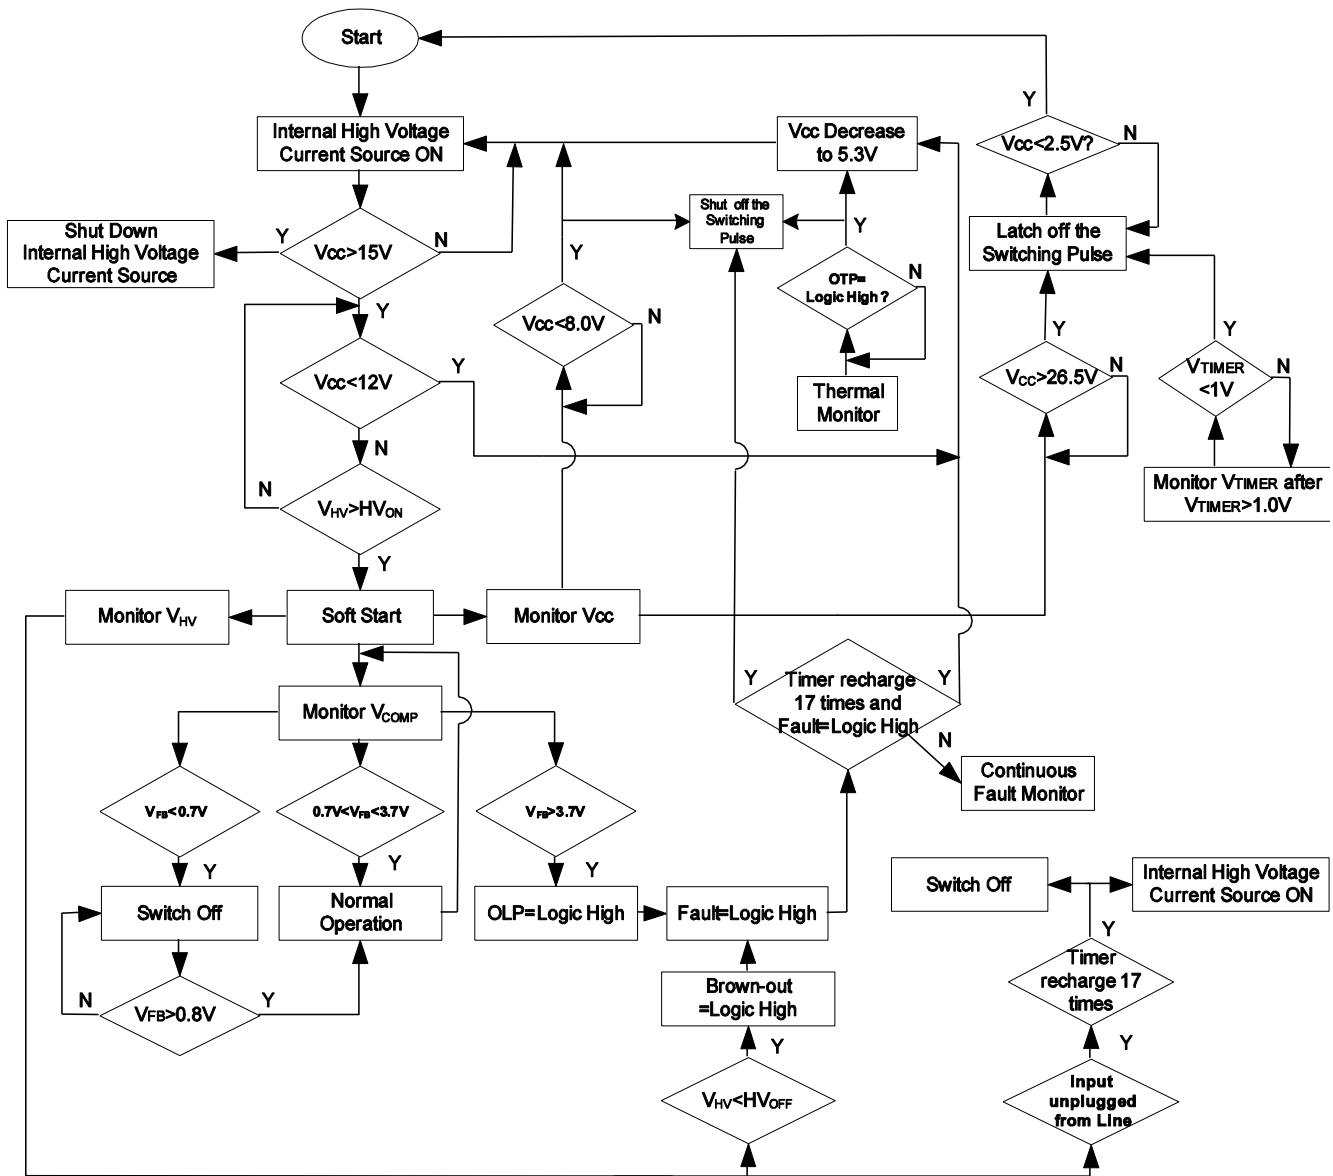 Start
Internal High Voltage
Current Source ON
Vcc Decrease
to 5.3V
Y
Vcc<2.5V?
N
Shut off the
Switching
Pulse
Y
Latch off the
Switching Pulse
Shut Down
Internal High Voltage
Current Source
Y
Vcc>15V
N
Y
Y
OTP=
Logic High ?
N
Vcc<8.0V
N
Vcc<12V
Y
Thermal
Monitor
Y
VCC>26.5V
N
Y
VTIMER
<1V
N
N
VHV>HVON
N
Y
Monitor VTIMER after
VTIMER>1.0V
Monitor VHV
Soft Start
Monitor Vcc
Monitor VCOMP
Y
Timer recharge
17 times and
Fault=Logic High
Y
N
Continuous
Fault Monitor
VFB<0.7V
Y
0.7V<VFB<3.7V
Y
VFB>3.7V
Y
Switch Off
Normal
Operation
OLP=Logic High
Fault=Logic High
Switch Off
Internal High Voltage
Current Source ON
N
VFB>0.8V
Y
Brown-out
=Logic High
Y
Timer
recharge 17
times
Y
VHV<HVOFF
Y
Input
unplugged
from Line